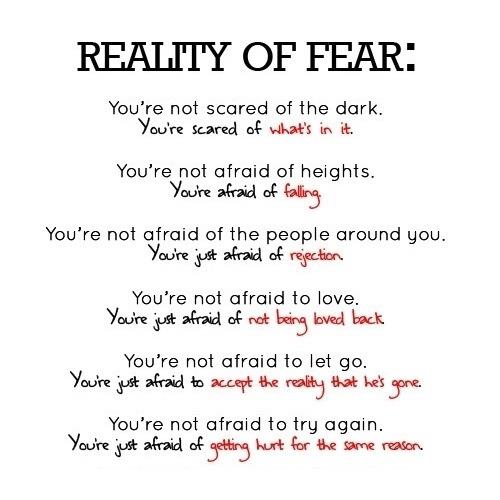 REALITY OF FEAR:
You're not scared of the dark.
You're scared of what's in it.
You're not afraid of heights.
You're afraid of falling.
You're not afraid of the people around you.
You're just afraid of rejection.
You're not afraid to love.
You're just afraid of not being loved back.
You're not afraid to let go.
You're just afraid to accept the reality that he's gone.
You're not afraid to try again.
You're just afraid of getting hurt for the same reason.